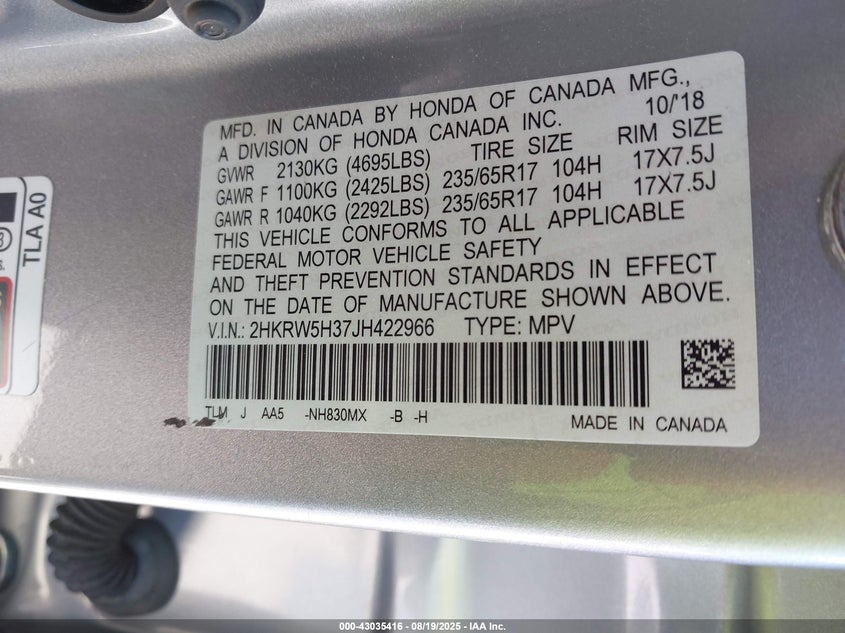 MFD. IN CANADA BY HONDA OF CANADA MFG.,
A DIVISION OF HONDA CANADA INC. 10/'18
GVWR 2130KG (4695LBS) TIRE SIZE RIM SIZE
GAWR F 1100KG (2425LBS) 235/65R17 104H 17X7.5J
GAWR R 1040KG (2292LBS) 235/65R17 104H 17X7.5J
THIS VEHICLE CONFORMS TO ALL APPLICABLE
FEDERAL MOTOR VEHICLE SAFETY
AND THEFT PREVENTION STANDARDS IN EFFECT
ON THE DATE OF MANUFACTURE SHOWN ABOVE.
V.I.N.: 2HKRW5H37JH422966 TYPE: MPV
TLM J AA5 -NH830MX -B -H
MADE IN CANADA
TLA A0
000-43035416 - 08/19/2025 - IAA Inc.